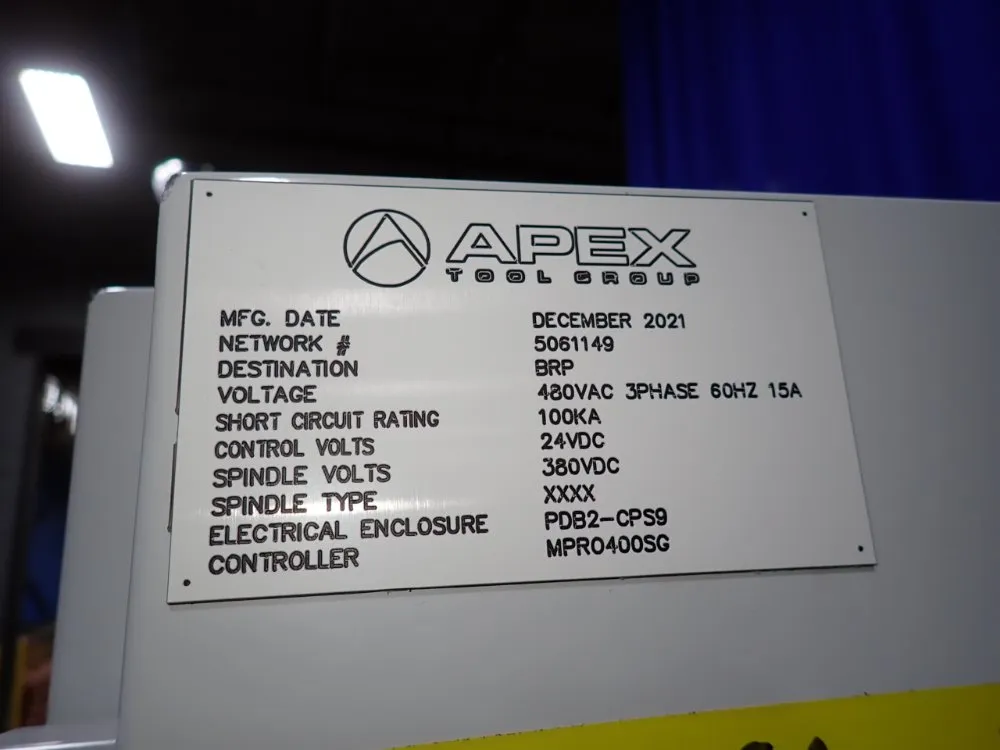 APEX
TOOL GROUP
MFG. DATE DECEMBER 2021
NETWORK # 5061149
DESTINATION BRP
VOLTAGE 480VAC 3PHASE 60HZ 15A
SHORT CIRCUIT RATING 100KA
CONTROL VOLTS 24VDC
SPINDLE VOLTS 380VDC
SPINDLE TYPE XXXX
ELECTRICAL ENCLOSURE PDB2-CPS9
CONTROLLER MPRO400SG